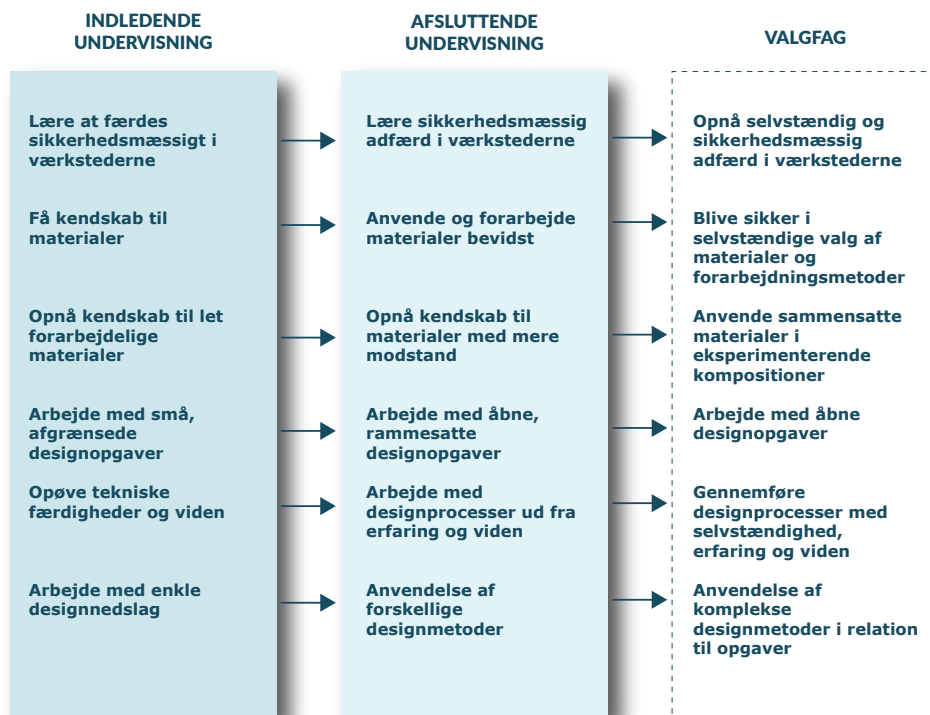 INDLEDENDE
UNDERVISNING
AFSLUTTENDE
UNDERVISNING
VALGFAG
Lære at færdes
sikkerhedsmæssigt i
værkstederne
Lære sikkerhedsmæssig
adfærd i værkstederne
Opnå selvstændig og
sikkerhedsmæssig
adfærd i værkstederne
Få kendskab til
materialer
Anvende og forarbejde
materialer bevidst
Blive sikker i
selvstændige valg af
materialer og
forarbejdningsmetoder
Opnå kendskab til let
forarbejdelige
materialer
Opnå kendskab til
materialer med mere
modstand
Anvende sammensatte
materialer i
eksperimenterende
kompositioner
Arbejde med små,
afgrænsede
designopgaver
Arbejde med åbne,
rammesatte
designopgaver
Arbejde med åbne
designopgaver
Opøve tekniske
færdigheder og viden
Arbejde med
designprocesser ud fra
erfaring og viden
Gennemføre
designprocesser med
selvstændighed,
erfaring og viden
Arbejde med enkle
designnedslag
Anvendelse af
forskellige
designmetoder
Anvendelse af
komplekse
designmetoder i relation
til opgaver